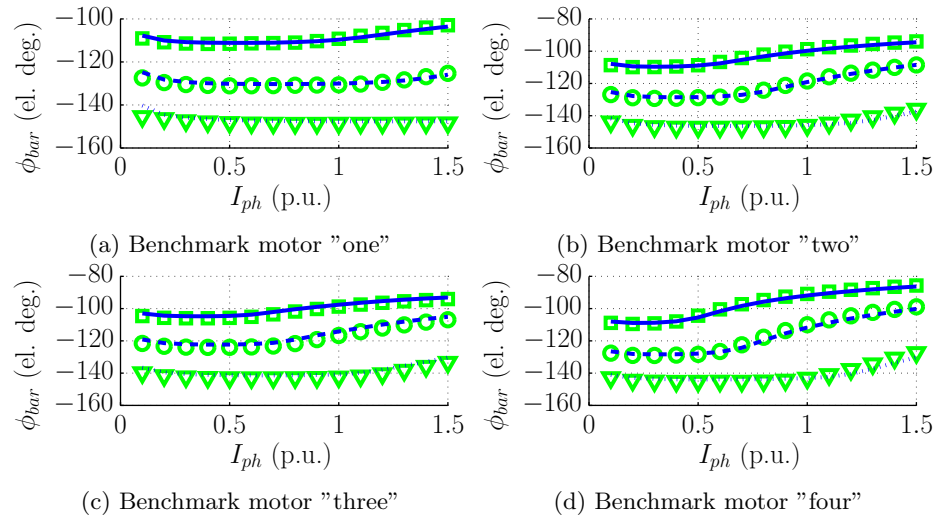 −100
−120
−140
−160
ϕbar (el. deg.)
0 0.5 1 1.5
Iph (p.u.)
(a) Benchmark motor ”one”
−80
−100
−120
−140
−160
ϕbar (el. deg.)
0 0.5 1 1.5
Iph (p.u.)
(b) Benchmark motor ”two”
−80
−100
−120
−140
−160
ϕbar (el. deg.)
0 0.5 1 1.5
Iph (p.u.)
(c) Benchmark motor ”three”
−80
−100
−120
−140
−160
ϕbar (el. deg.)
0 0.5 1 1.5
Iph (p.u.)
(d) Benchmark motor ”four”